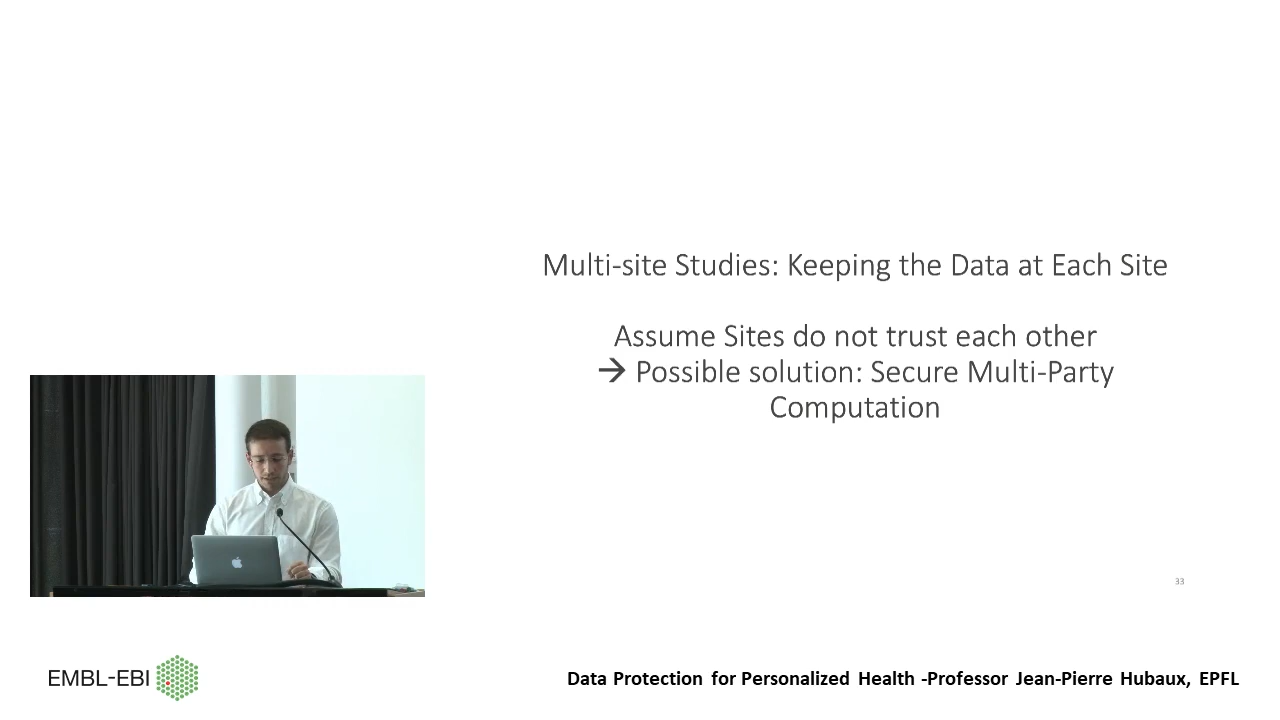 Multi-site Studies: Keeping the Data at Each Site
Assume Sites do not trust each other
→ Possible solution: Secure Multi-Party
Computation
33
EMBL-EBI
Data Protection for Personalized Health -Professor Jean-Pierre Hubaux, EPFL